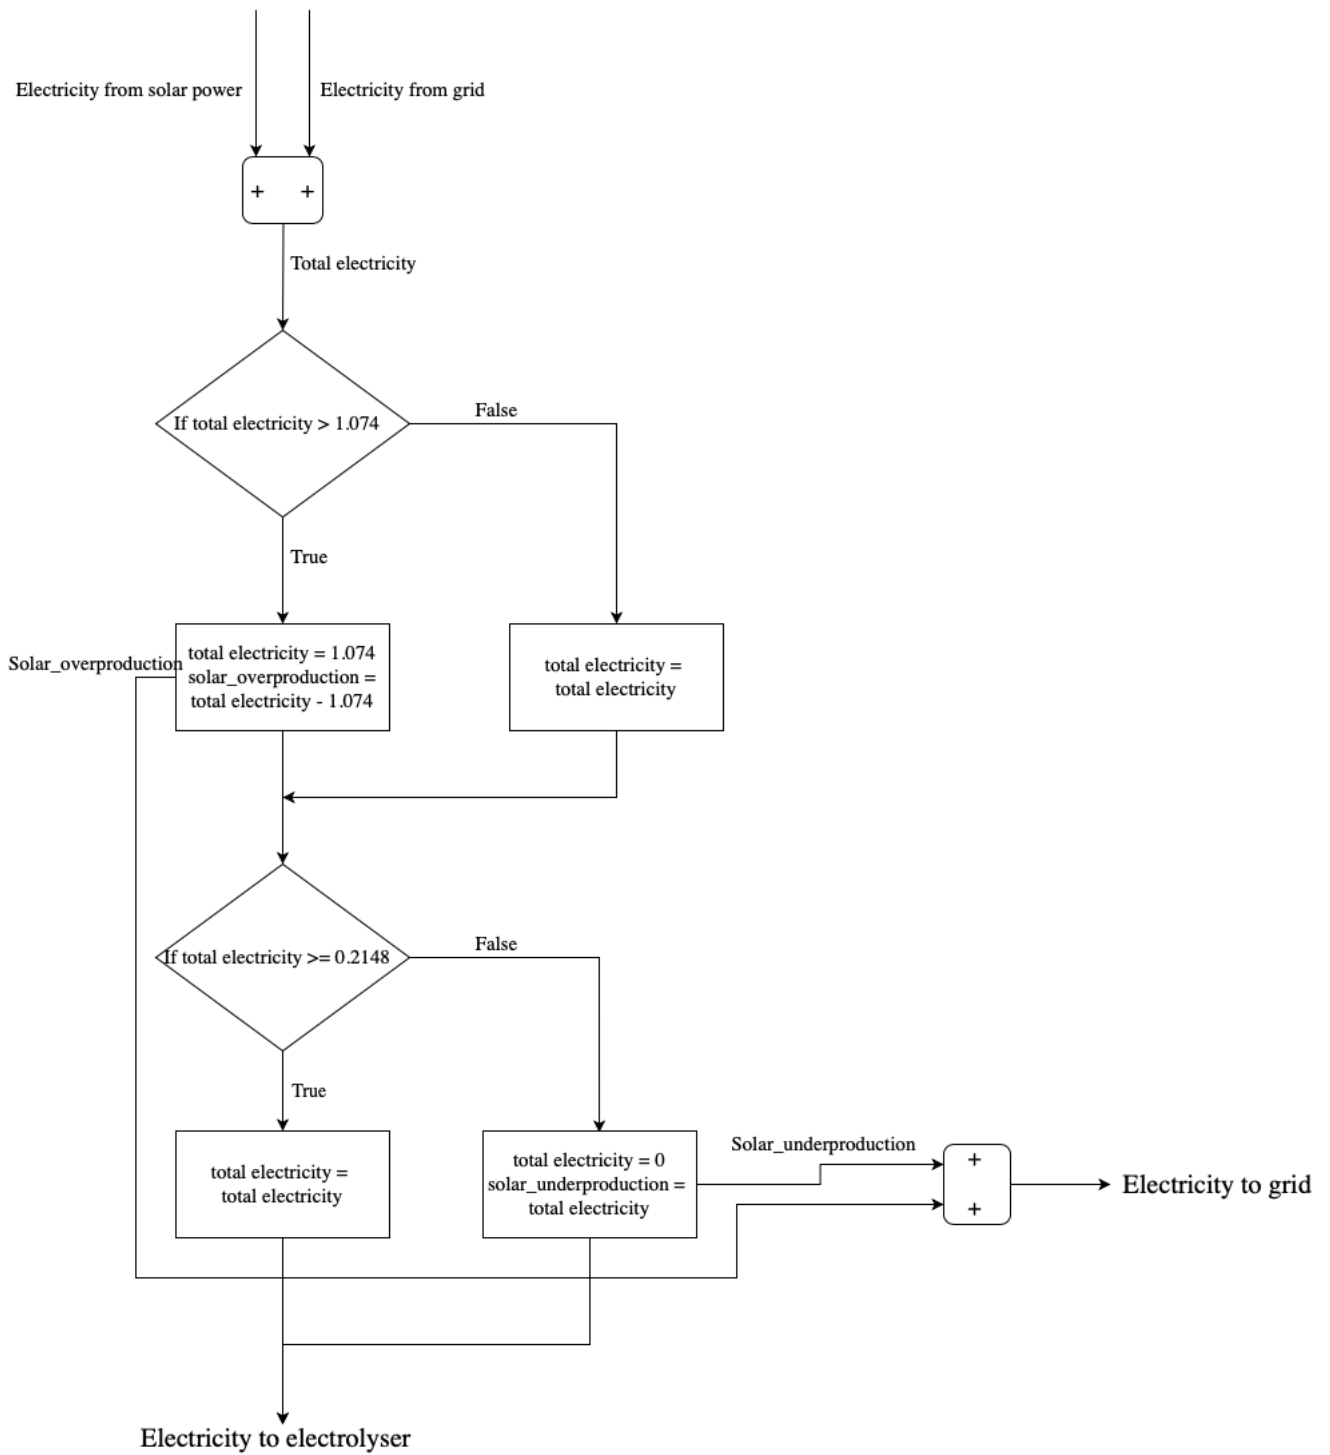 Electricity from solar power
Electricity from grid
+ +
Total electricity
If total electricity > 1.074
False
True
Solar_overproduction
total electricity = 1.074
solar_overproduction =
total electricity - 1.074
total electricity =
total electricity
If total electricity >= 0.2148
False
True
total electricity =
total electricity
total electricity = 0
solar_underproduction =
total electricity
Solar_underproduction
+
+
Electricity to grid
Electricity to electrolyser